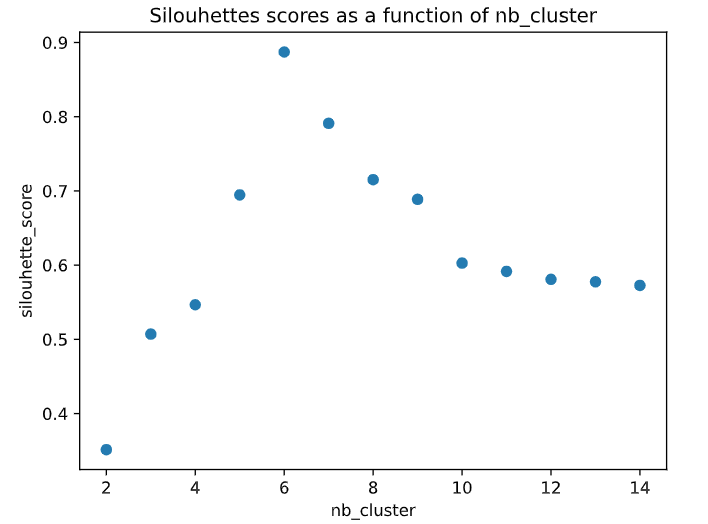 Silouhettes scores as a function of nb_cluster
0.9
0.8
0.7
0.6
0.5
0.4
silouhette_score
2 4 6 8 10 12 14
nb_cluster